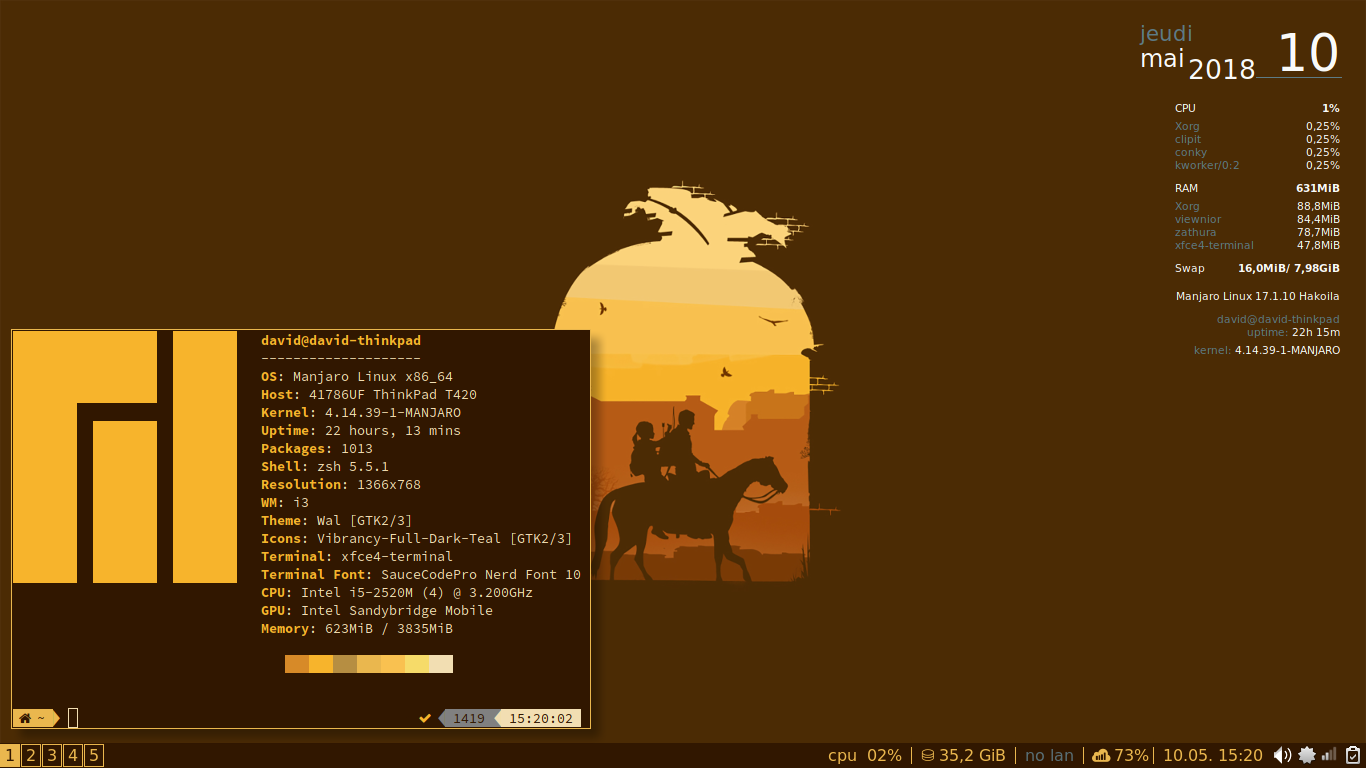 jeudi
mai 2018 10
CPU 1%
Xorg 0,25%
clipit 0,25%
conky 0,25%
kworker/0:2 0,25%
RAM 631MiB
Xorg 88,8MiB
viewnior 84,4MiB
zathura 78,7MiB
xfce4-terminal 47,8MiB
Swap 16,0MiB/ 7,98GiB
Manjaro Linux 17.1.10 Hakoila
david@david-thinkpad
uptime: 22h 15m
kernel: 4.14.39-1-MANJARO
david@david-thinkpad
--------------------
OS: Manjaro Linux x86_64
Host: 41786UF ThinkPad T420
Kernel: 4.14.39-1-MANJARO
Uptime: 22 hours, 13 mins
Packages: 1013
Shell: zsh 5.5.1
Resolution: 1366x768
WM: i3
Theme: Wal [GTK2/3]
Icons: Vibrancy-Full-Dark-Teal [GTK2/3]
Terminal: xfce4-terminal
Terminal Font: SauceCodePro Nerd Font 10
CPU: Intel i5-2520M (4) @ 3.200GHz
GPU: Intel Sandybridge Mobile
Memory: 623MiB / 3835MiB
~ 1419 15:20:02
1 2 3 4 5 cpu 02% | 35,2 GiB | no lan | 73% | 10.05. 15:20